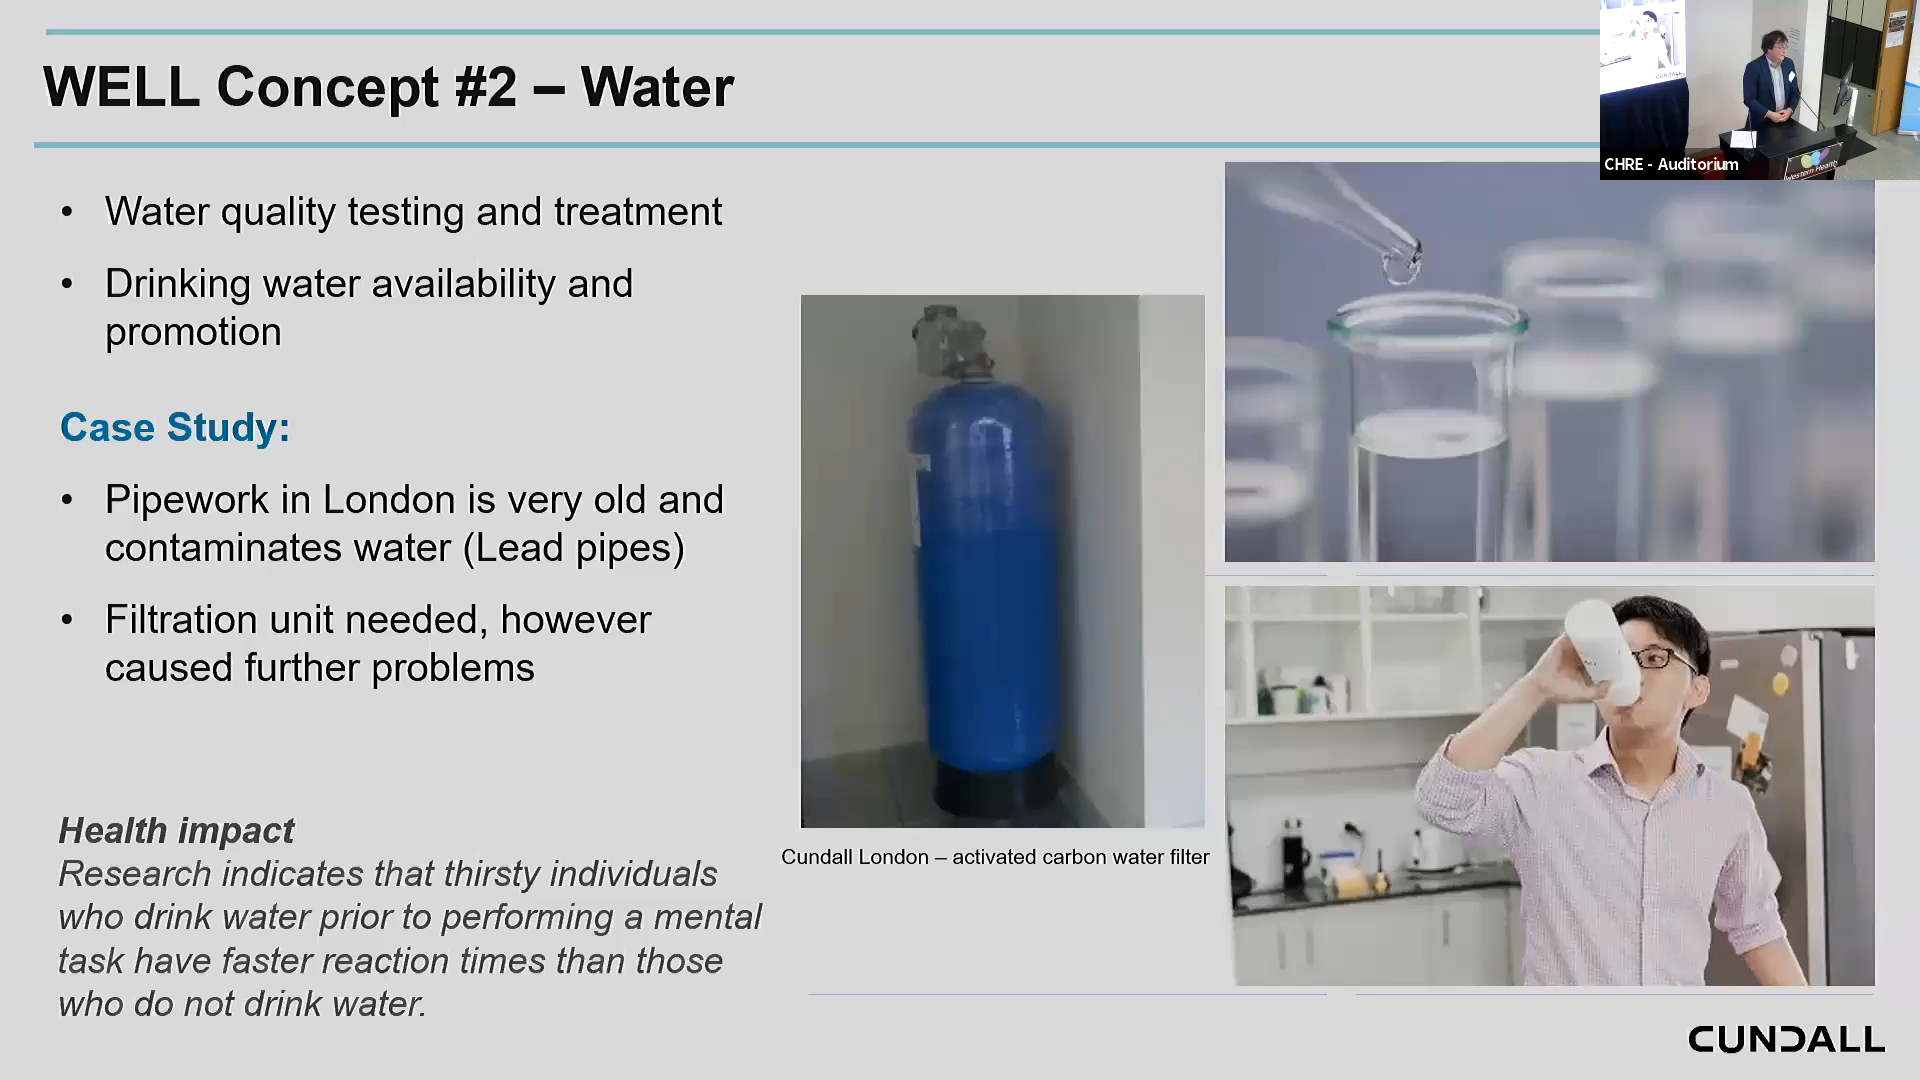 WELL Concept #2 – Water
CHRE - Auditorium
Western Health
CUNDALL
• Water quality testing and treatment
• Drinking water availability and
promotion
Case Study:
• Pipework in London is very old and
contaminates water (Lead pipes)
• Filtration unit needed, however
caused further problems
Health impact
Research indicates that thirsty individuals
who drink water prior to performing a mental
task have faster reaction times than those
who do not drink water.
Cundall London – activated carbon water filter
CUNDALL